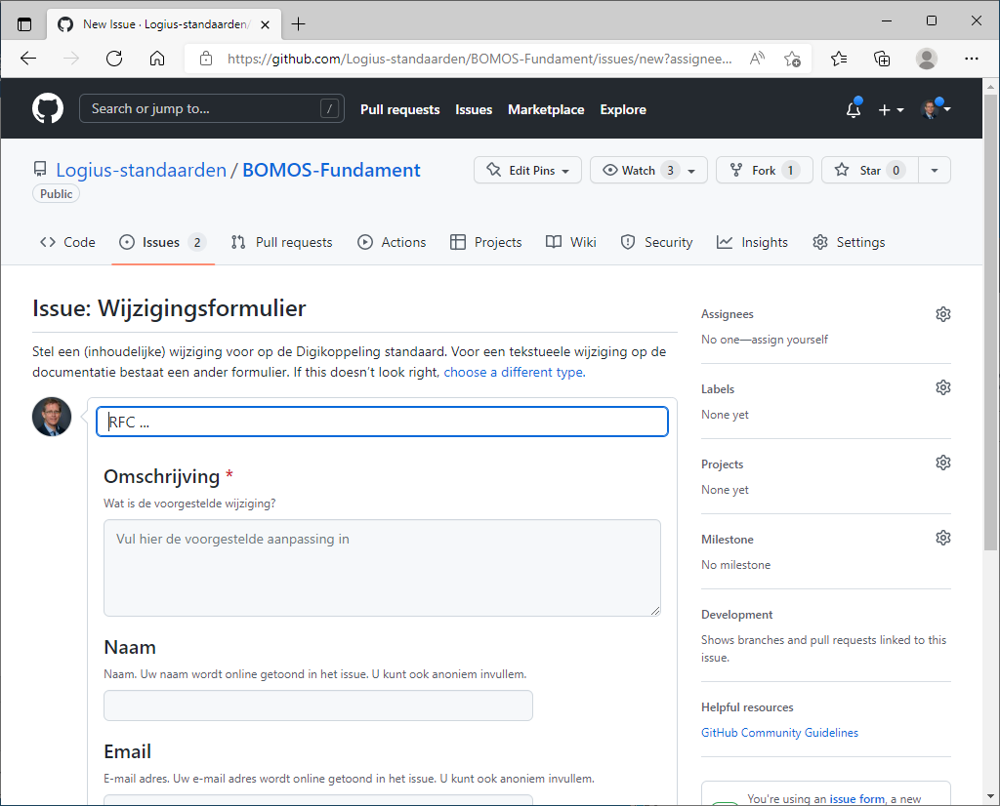 New Issue · Logius-standaarden/
https://github.com/Logius-standaarden/BOMOS-Fundament/issues/new?assignee...
Search or jump to... /
Pull requests Issues Marketplace Explore
Logius-standaarden / BOMOS-Fundament
Public
Edit Pins Watch 3 Fork 1 Star 0
Code Issues 2 Pull requests Actions Projects Wiki Security Insights Settings
Issue: Wijzigingsformulier
Stel een (inhoudelijke) wijziging voor op de Digikoppeling standaard. Voor een tekstueele wijziging op de
documentatie bestaat een ander formulier. If this doesn't look right, choose a different type.
RFC ...
Omschrijving *
Wat is de voorgestelde wijziging?
Vul hier de voorgestelde aanpassing in
Naam
Naam. Uw naam wordt online getoond in het issue. U kunt ook anoniem invullem.
Email
E-mail adres. Uw e-mail adres wordt online getoond in het issue. U kunt ook anoniem invullem.
Assignees
No one—assign yourself
Labels
None yet
Projects
None yet
Milestone
No milestone
Development
Shows branches and pull requests linked to this
issue.
Helpful resources
GitHub Community Guidelines
You're using an issue form, a new